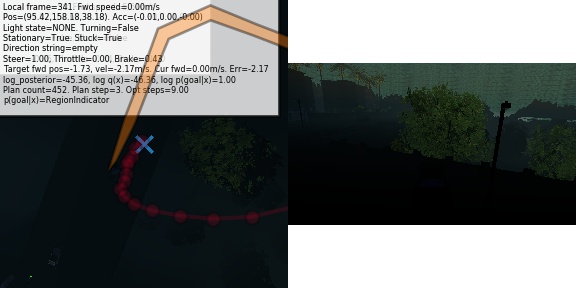 Local frame=341. Fwd speed=0.00m/s
Pos=(95.42,158.18,38.18). Acc=(-0.01,0.00,-0.00)
Light state=NONE. Turning=False
Stationary=True. Stuck=True
Direction string=empty
Steer=1.00, Throttle=0.00, Brake=0.43
Target fwd pos=-1.73, vel=-2.17m/s. Cur fwd=0.00m/s. Err=-2.17
log_posterior=-45.36, log q(x)=-46.36, log p(goal|x)=1.00
Plan count=452. Plan step=3. Opt steps=9.00
p(goal|x)=RegionIndicator